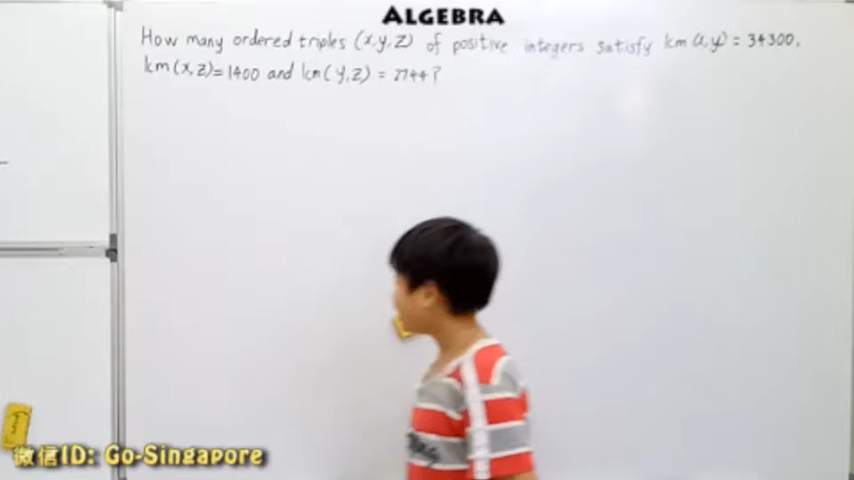 ALGEBRA
How many ordered triples (x,y,z) of positive integers satisfy lcm(x,y) = 34300,
lcm(x,z)=1400 and lcm(y,z) = 2744?
微信ID: Go-Singapore